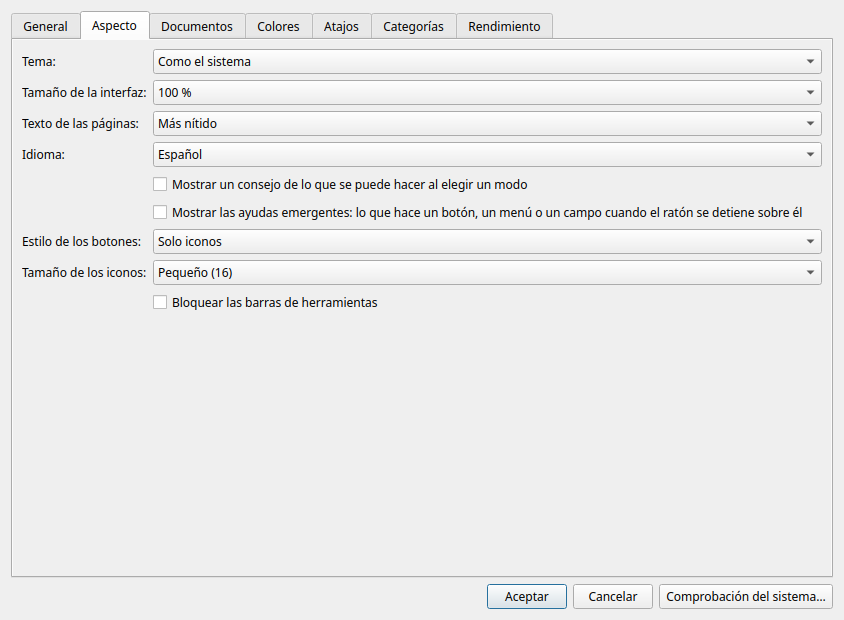 General Aspecto Documentos Colores Atajos Categorías Rendimiento
Tema: Como el sistema
Tamaño de la interfaz: 100 %
Texto de las páginas: Más nítido
Idioma: Español
Mostrar un consejo de lo que se puede hacer al elegir un modo
Mostrar las ayudas emergentes: lo que hace un botón, un menú o un campo cuando el ratón se detiene sobre él
Estilo de los botones: Solo iconos
Tamaño de los iconos: Pequeño (16)
Bloquear las barras de herramientas
Aceptar Cancelar Comprobación del sistema...